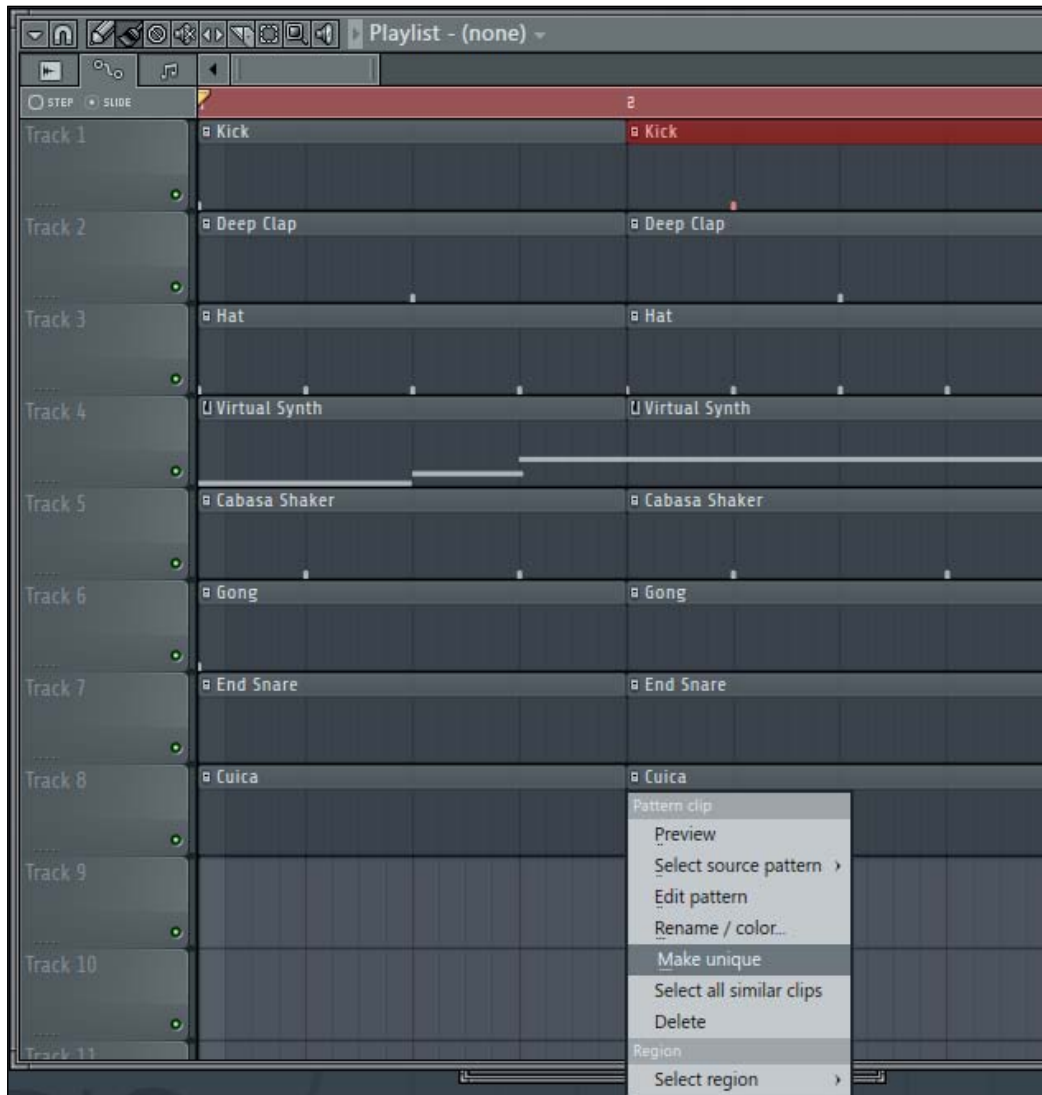 Playlist - (none)
STEP SLIDE
2
Track 1
Kick
Kick
Track 2
Deep Clap
Deep Clap
Track 3
Hat
Hat
Track 4
Virtual Synth
Virtual Synth
Track 5
Cabasa Shaker
Cabasa Shaker
Track 6
Gong
Gong
Track 7
End Snare
End Snare
Track 8
Cuica
Cuica
Pattern clip
Preview
Select source pattern
Edit pattern
Rename / color...
Make unique
Select all similar clips
Delete
Region
Select region
Track 9
Track 10
Track 11